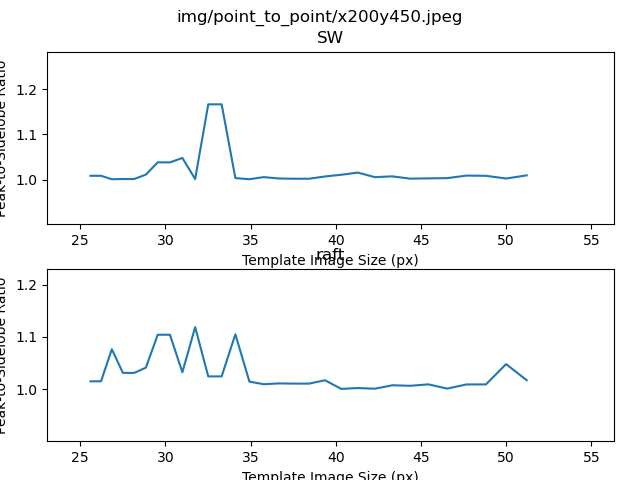 img/point_to_point/x200y450.jpeg
SW
Peak-to-Sidelobe Ratio
1.2
1.1
1.0
25 30 35 40 45 50 55
Template Image Size (px)
raft
Peak-to-Sidelobe Ratio
1.2
1.1
1.0
25 30 35 40 45 50 55
Template Image Size (px)